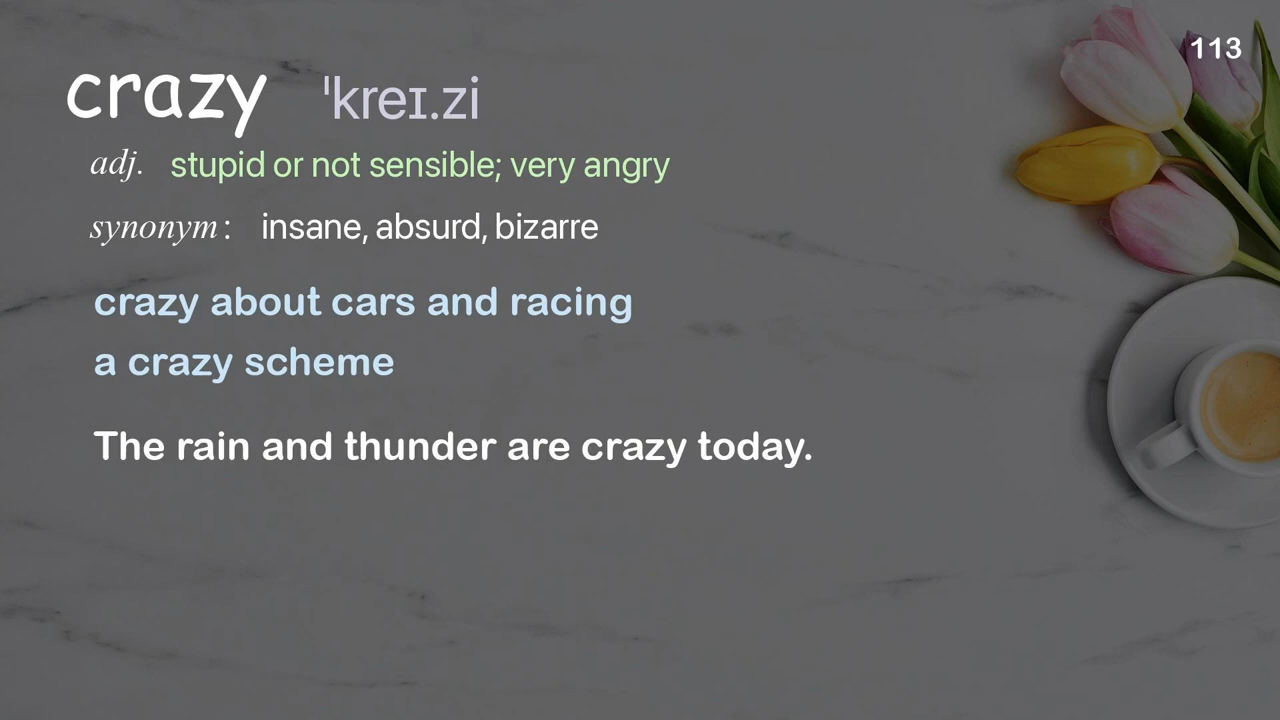 113
crazy ˈkreɪ.zi
adj. stupid or not sensible; very angry
synonym: insane, absurd, bizarre
crazy about cars and racing
a crazy scheme
The rain and thunder are crazy today.